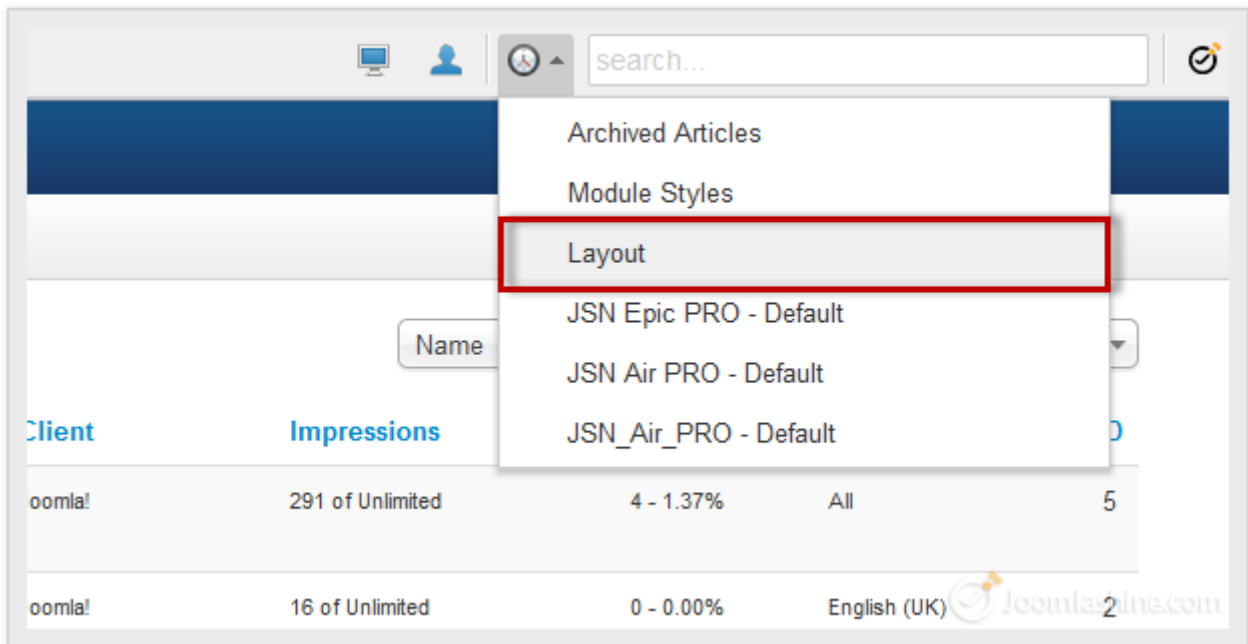 search...
Archived Articles
Module Styles
Layout
JSN Epic PRO - Default
Name
JSN Air PRO - Default
Client Impressions D
JSN_Air_PRO - Default
oomla! 291 of Unlimited 4 - 1.37% All 5
oomla! 16 of Unlimited 0 - 0.00% English (UK) 2
Joomlashine.com